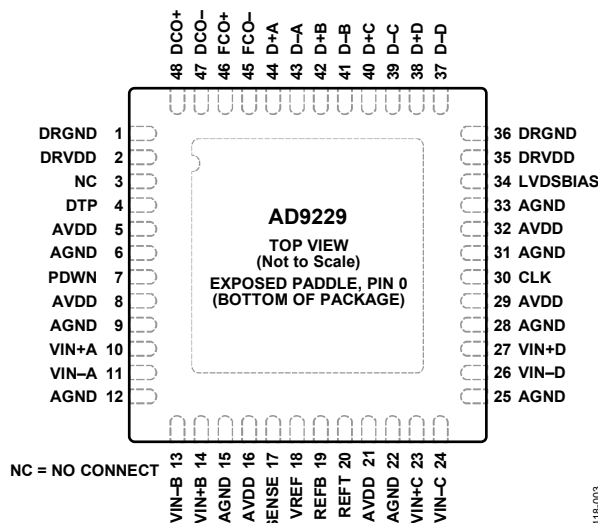 48 DCO+
47 DCO–
46 FCO+
45 FCO–
44 D+A
43 D–A
42 D+B
41 D–B
40 D+C
39 D–C
38 D+D
37 D–D
DRGND 1
DRVDD 2
NC 3
DTP 4
AVDD 5
AGND 6
PDWN 7
AVDD 8
AGND 9
VIN+A 10
VIN–A 11
AGND 12
AD9229
TOP VIEW
(Not to Scale)
EXPOSED PADDLE, PIN 0
(BOTTOM OF PACKAGE)
36 DRGND
35 DRVDD
34 LVDSBIAS
33 AGND
32 AVDD
31 AGND
30 CLK
29 AVDD
28 AGND
27 VIN+D
26 VIN–D
25 AGND
NC = NO CONNECT
VIN–B 13
VIN+B 14
AGND 15
AVDD 16
SENSE 17
VREF 18
REFB 19
REFT 20
AVDD 21
AGND 22
VIN+C 23
VIN–C 24